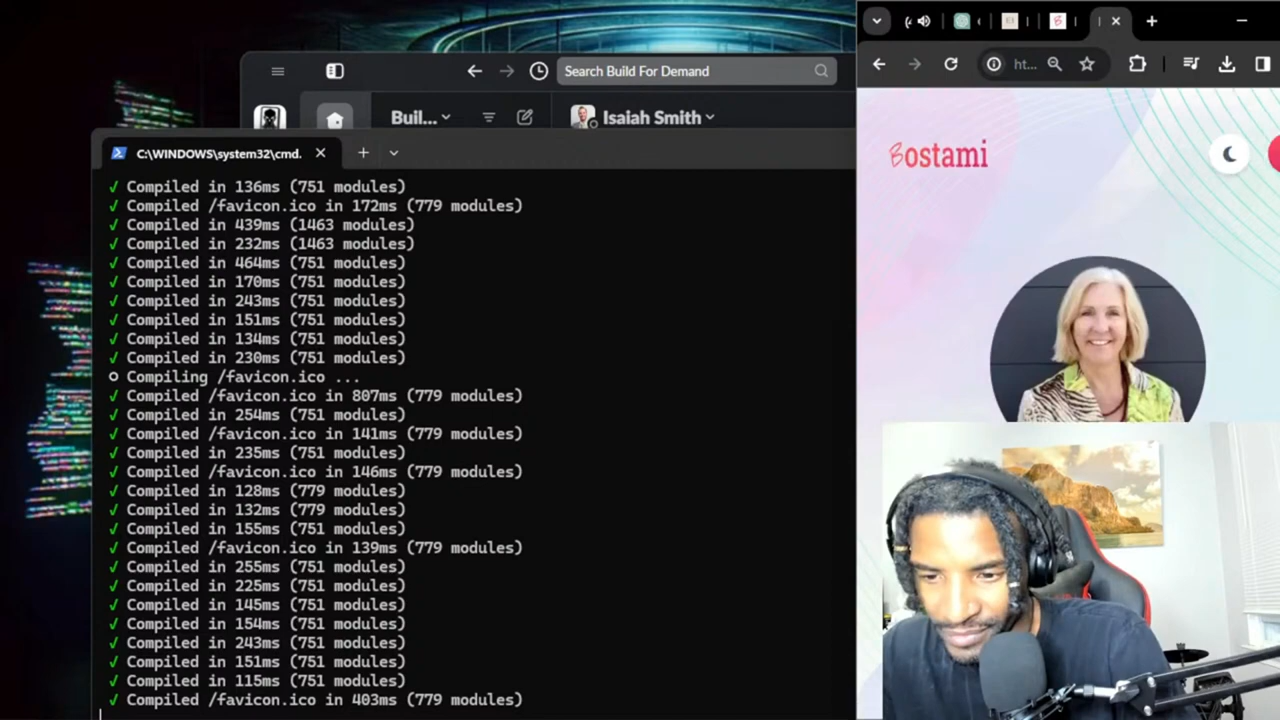 Search Build For Demand
ht...
Buil...
Isaiah Smith
C:\WINDOWS\system32\cmd.
Bostami
✓ Compiled in 136ms (751 modules)
✓ Compiled /favicon.ico in 172ms (779 modules)
✓ Compiled in 439ms (1463 modules)
✓ Compiled in 232ms (1463 modules)
✓ Compiled in 464ms (751 modules)
✓ Compiled in 170ms (751 modules)
✓ Compiled in 243ms (751 modules)
✓ Compiled in 151ms (751 modules)
✓ Compiled in 134ms (751 modules)
✓ Compiled in 230ms (751 modules)
○ Compiling /favicon.ico ...
✓ Compiled /favicon.ico in 807ms (779 modules)
✓ Compiled in 254ms (751 modules)
✓ Compiled /favicon.ico in 141ms (779 modules)
✓ Compiled in 235ms (751 modules)
✓ Compiled /favicon.ico in 146ms (779 modules)
✓ Compiled in 128ms (779 modules)
✓ Compiled in 132ms (779 modules)
✓ Compiled in 155ms (751 modules)
✓ Compiled /favicon.ico in 139ms (779 modules)
✓ Compiled in 255ms (751 modules)
✓ Compiled in 225ms (751 modules)
✓ Compiled in 145ms (751 modules)
✓ Compiled in 154ms (751 modules)
✓ Compiled in 243ms (751 modules)
✓ Compiled in 151ms (751 modules)
✓ Compiled in 115ms (751 modules)
✓ Compiled /favicon.ico in 403ms (779 modules)